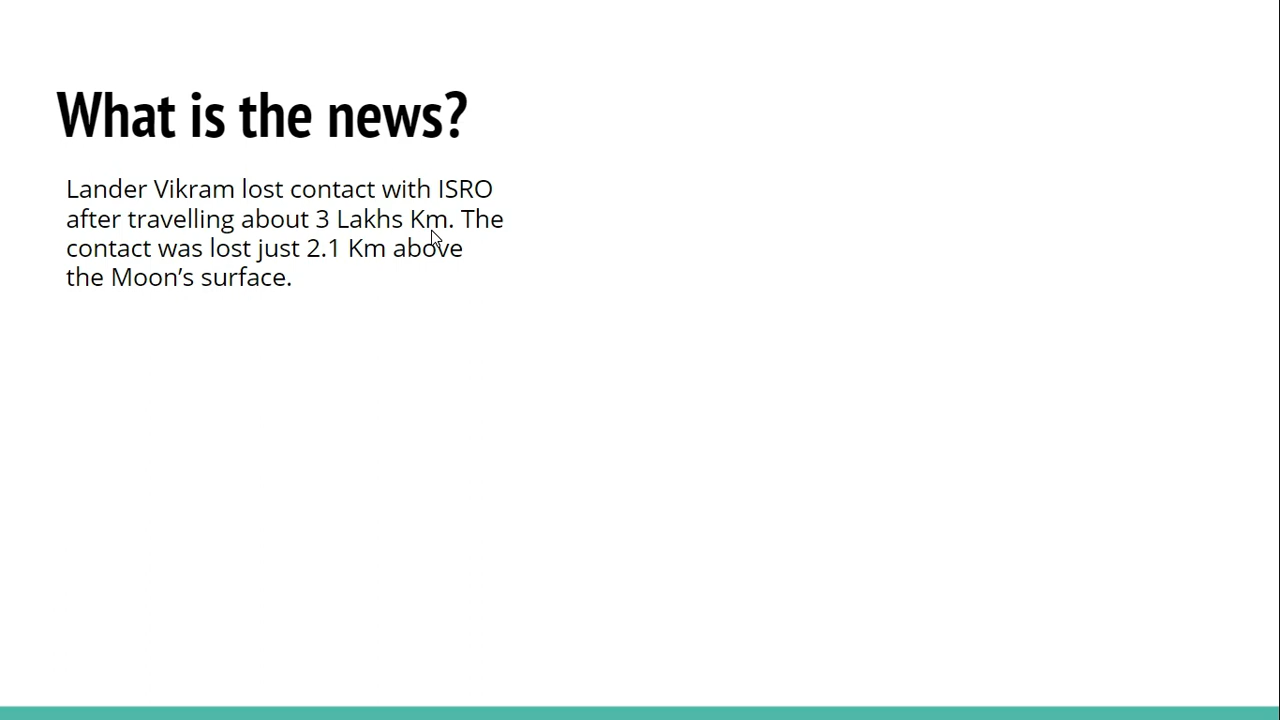 What is the news?
Lander Vikram lost contact with ISRO
after travelling about 3 Lakhs Km. The
contact was lost just 2.1 Km above
the Moon’s surface.